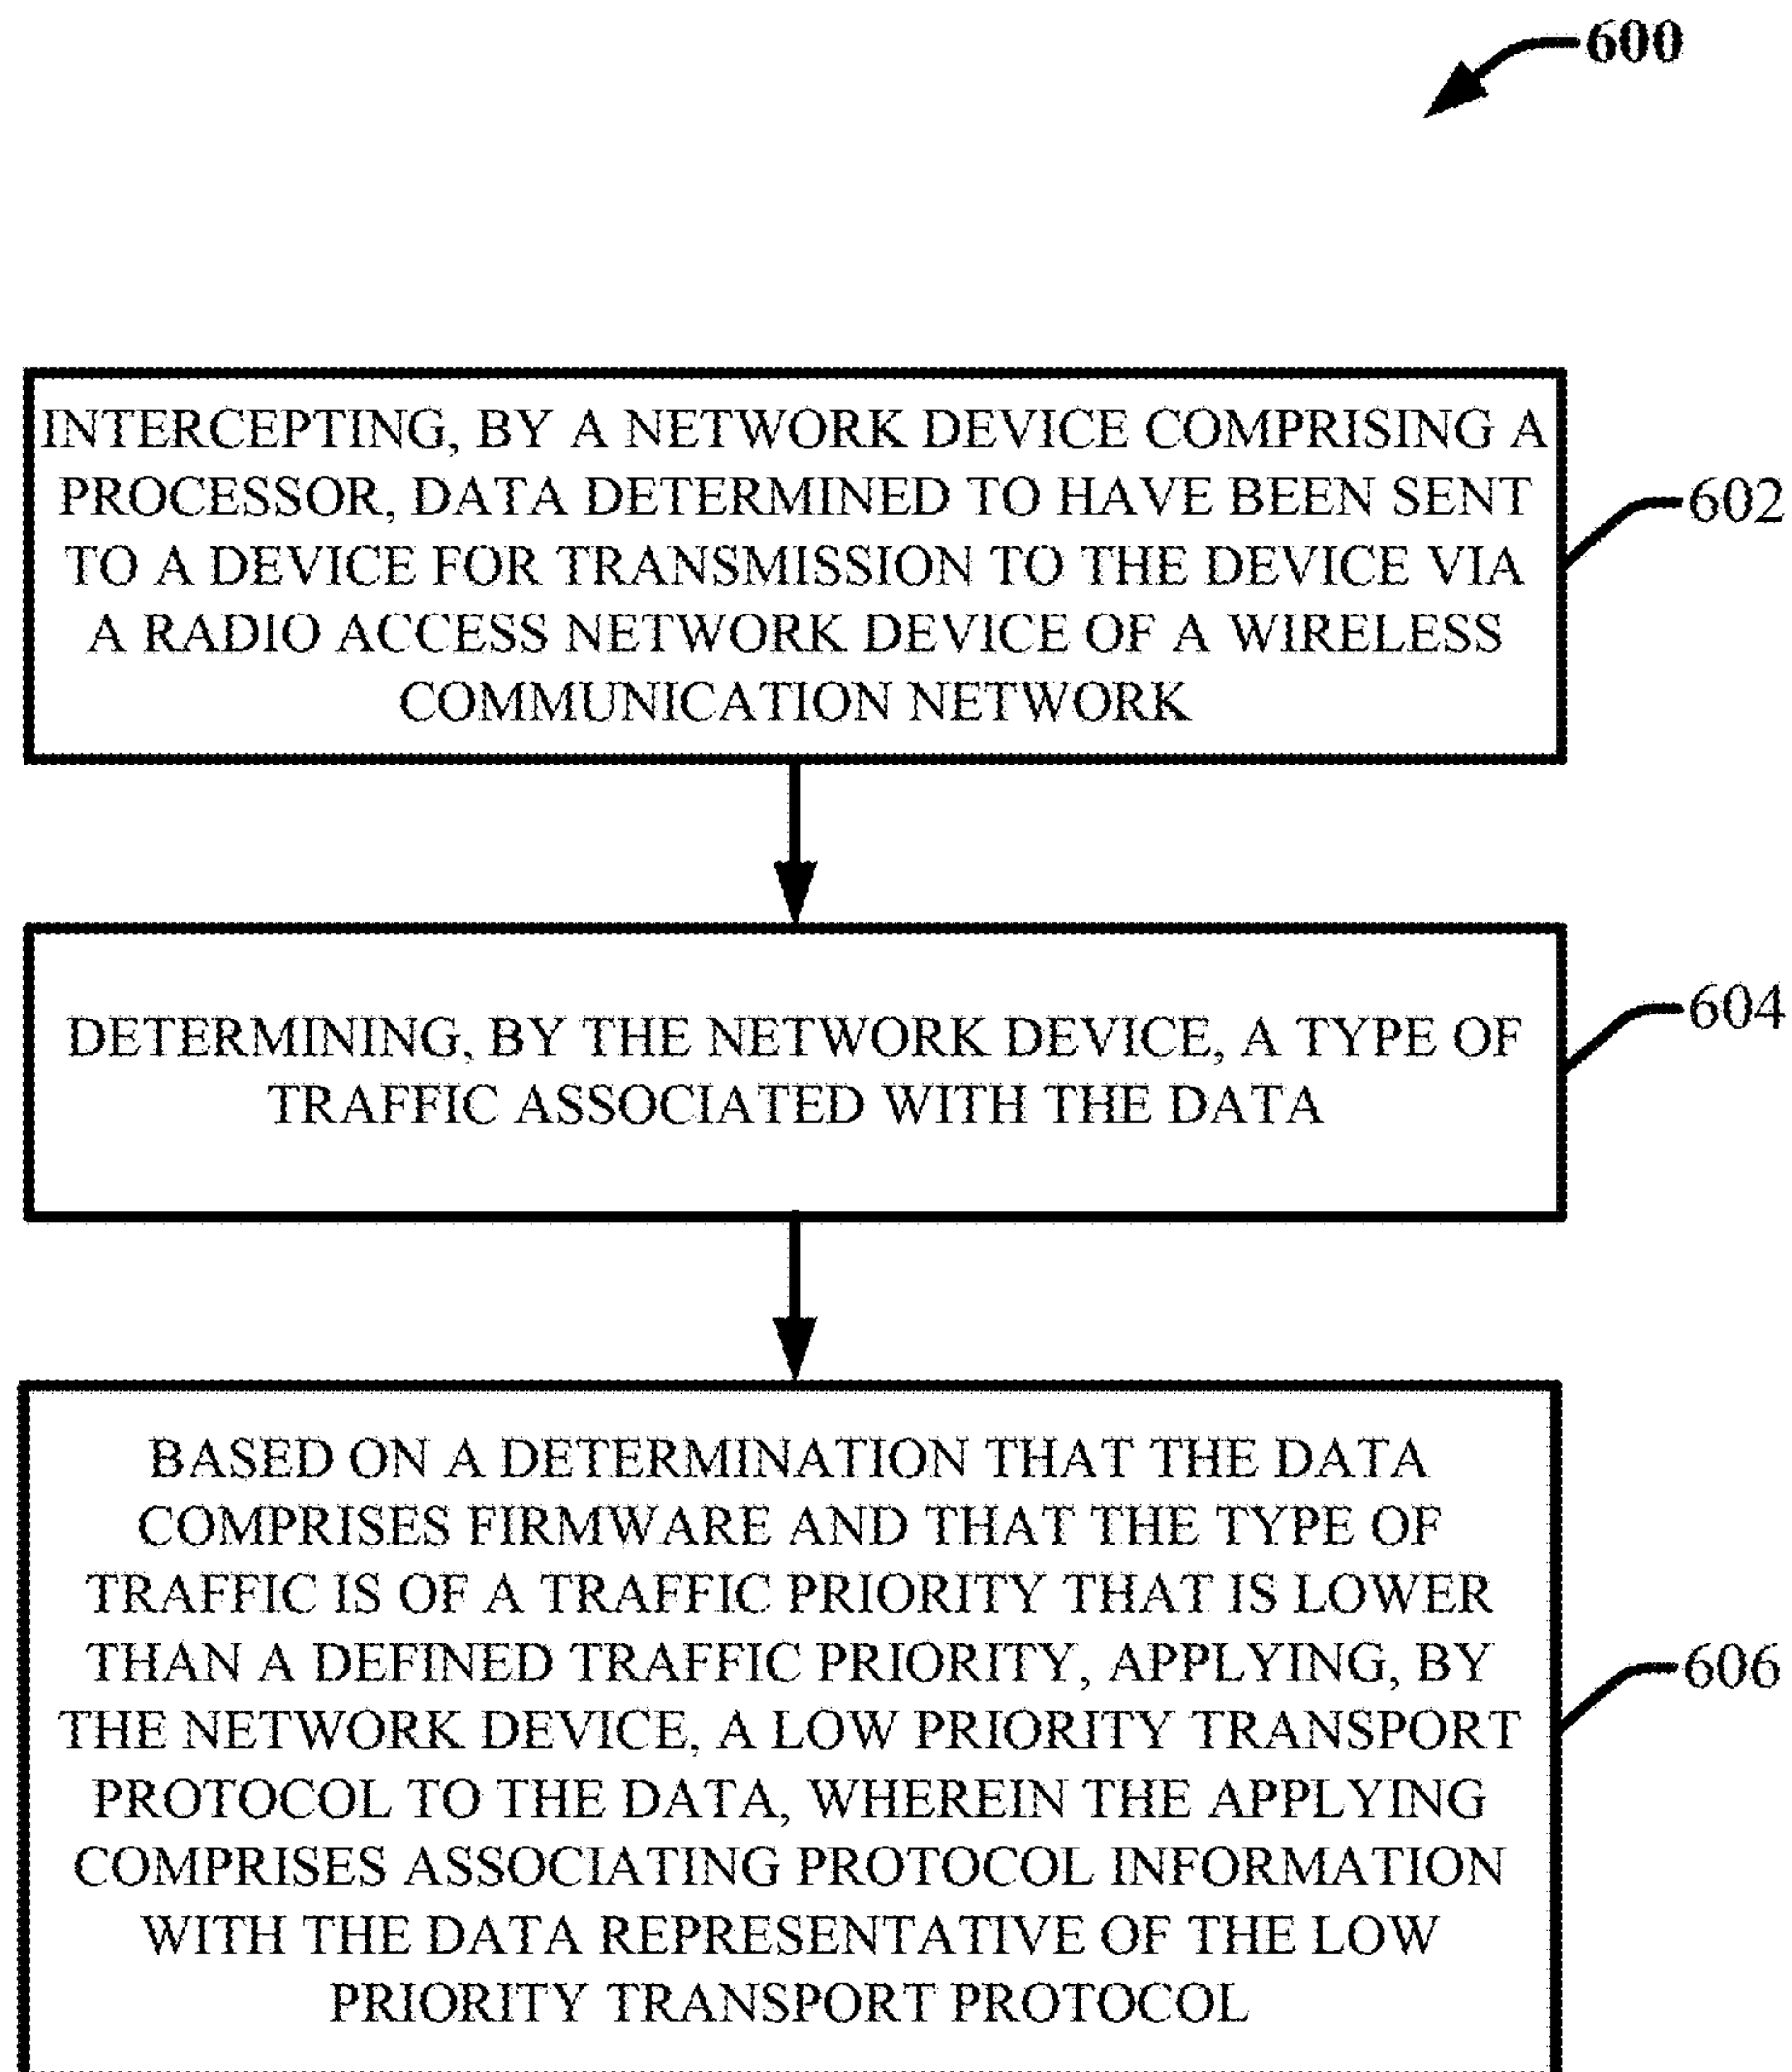 600
INTERCEPTING, BY A NETWORK DEVICE COMPRISING A
PROCESSOR, DATA DETERMINED TO HAVE BEEN SENT
TO A DEVICE FOR TRANSMISSION TO THE DEVICE VIA
A RADIO ACCESS NETWORK DEVICE OF A WIRELESS
COMMUNICATION NETWORK
602
DETERMINING, BY THE NETWORK DEVICE, A TYPE OF
TRAFFIC ASSOCIATED WITH THE DATA
604
BASED ON A DETERMINATION THAT THE DATA
COMPRISES FIRMWARE AND THAT THE TYPE OF
TRAFFIC IS OF A TRAFFIC PRIORITY THAT IS LOWER
THAN A DEFINED TRAFFIC PRIORITY, APPLYING, BY
THE NETWORK DEVICE, A LOW PRIORITY TRANSPORT
PROTOCOL TO THE DATA, WHEREIN THE APPLYING
COMPRISES ASSOCIATING PROTOCOL INFORMATION
WITH THE DATA REPRESENTATIVE OF THE LOW
PRIORITY TRANSPORT PROTOCOL
606